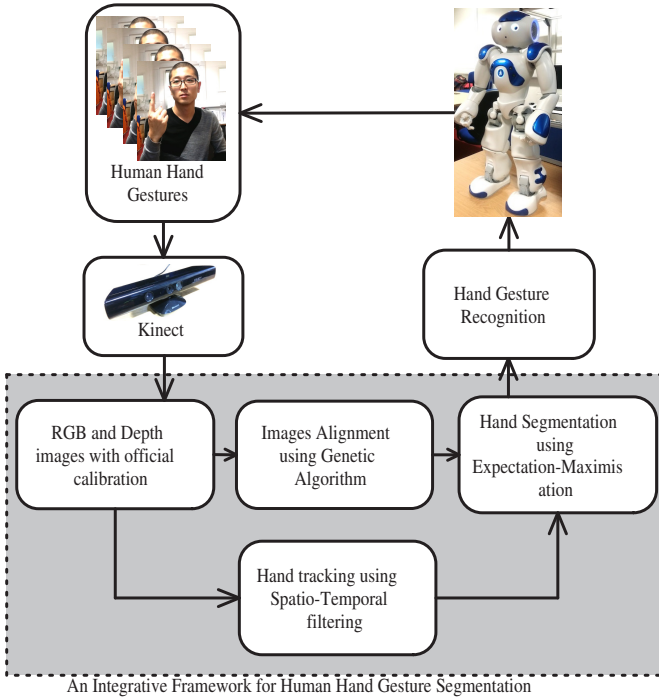 Human Hand
Gestures
Kinect
Hand Gesture
Recognition
RGB and Depth
images with official
calibration
Images Alignment
using Genetic
Algorithm
Hand Segmentation
using
Expectation-Maximis
ation
Hand tracking using
Spatio-Temporal
filtering
An Integrative Framework for Human Hand Gesture Segmentation